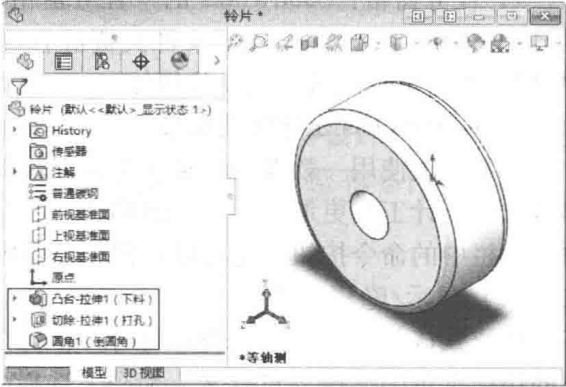 铃片 *
铃片 (默认<<默认>_显示状态 1>)
History
传感器
注解
普通碳钢
前视基准面
上视基准面
右视基准面
原点
凸台-拉伸1（下料）
切除-拉伸1（打孔）
圆角1（倒圆角）
*等轴测
模型
3D 视图